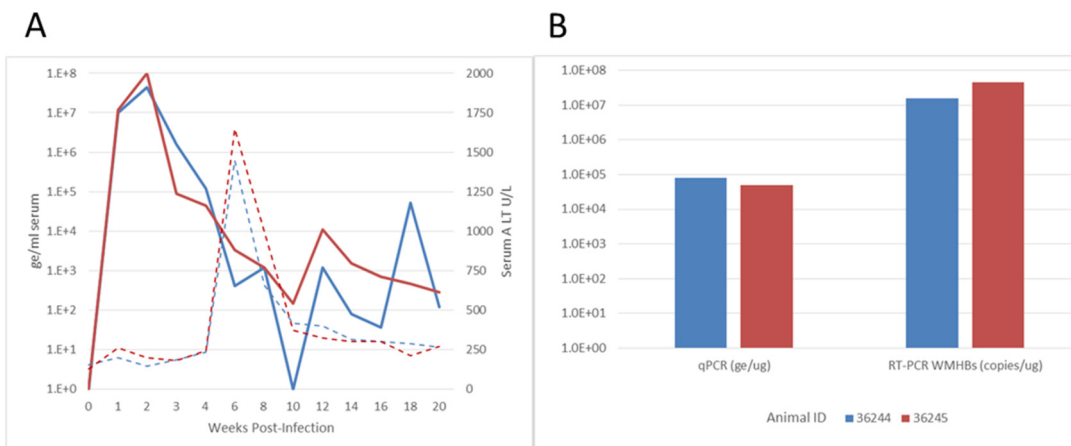 A
B
1.E+8
1.E+7
1.E+6
1.E+5
1.E+4
1.E+3
1.E+2
1.E+1
1.E+0
ge/ml serum
2000
1750
1500
1250
1000
750
500
250
0
Serum A LT U/L
0 1 2 3 4 6 8 10 12 14 16 18 20
Weeks Post-Infection
1.0E+08
1.0E+07
1.0E+06
1.0E+05
1.0E+04
1.0E+03
1.0E+02
1.0E+01
1.0E+00
qPCR (ge/ug) RT-PCR WMHBs (copies/ug)
Animal ID 36244 36245